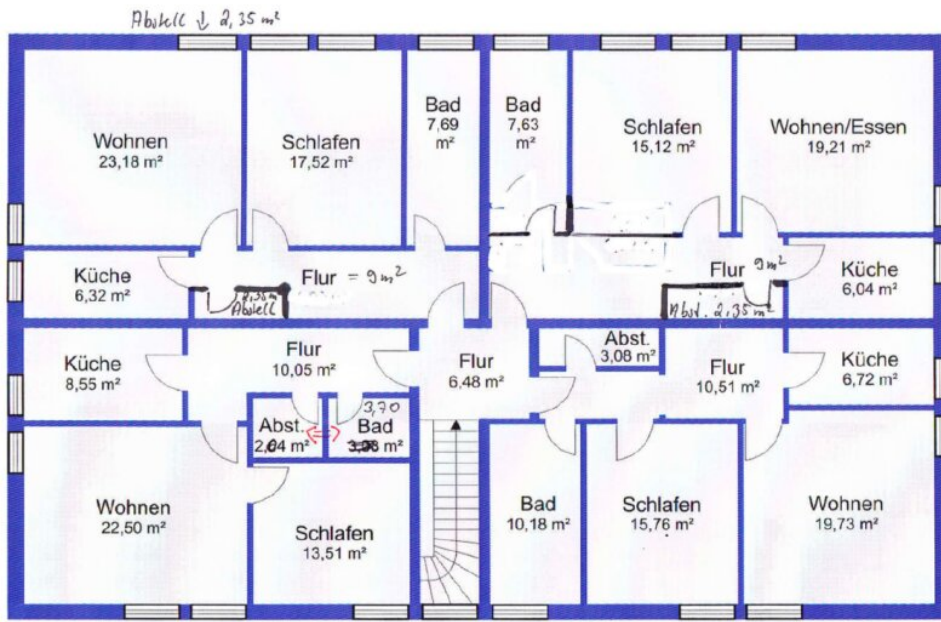 Abstell ↓ 2,35 m²
Wohnen
23,18 m²
Schlafen
17,52 m²
Bad
7,69
m²
Bad
7,63
m²
Schlafen
15,12 m²
Wohnen/Essen
19,21 m²
Küche
6,32 m²
Flur = 9 m²
Abstell
Flur 9 m²
Abst. 2,35 m²
Küche
6,04 m²
Küche
8,55 m²
Flur
10,05 m²
Flur
6,48 m²
Abst.
3,08 m²
Flur
10,51 m²
Küche
6,72 m²
Abst.
m²
3,70
Bad
m²
Wohnen
22,50 m²
Schlafen
13,51 m²
Bad
10,18 m²
Schlafen
15,76 m²
Wohnen
19,73 m²